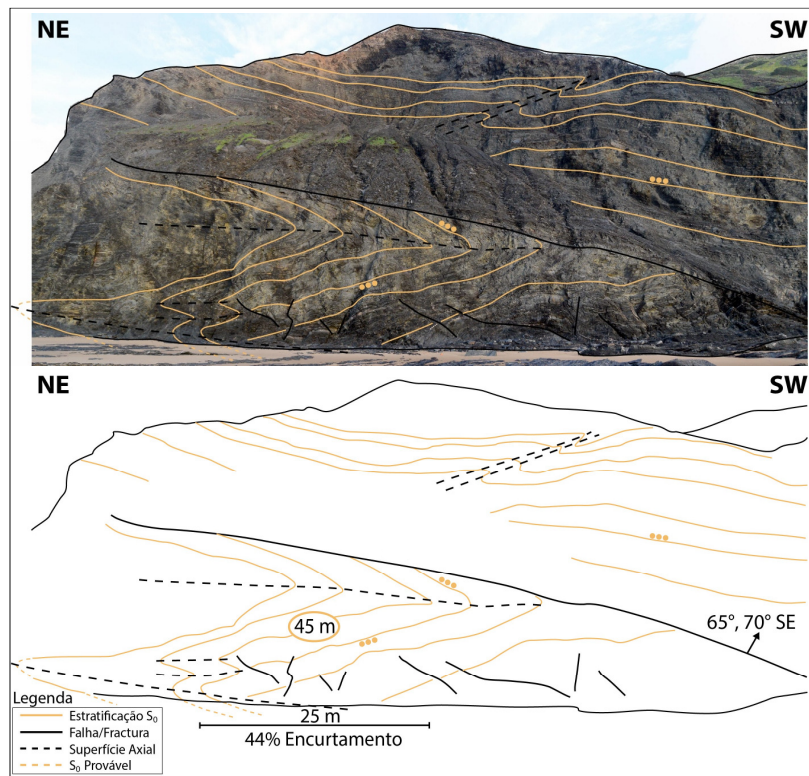 NE SW
NE SW
45 m
65°, 70° SE
25 m
44% Encurtamento
Legenda
Estratificação S₀
Falha/Fractura
Superfície Axial
S₀ Provável